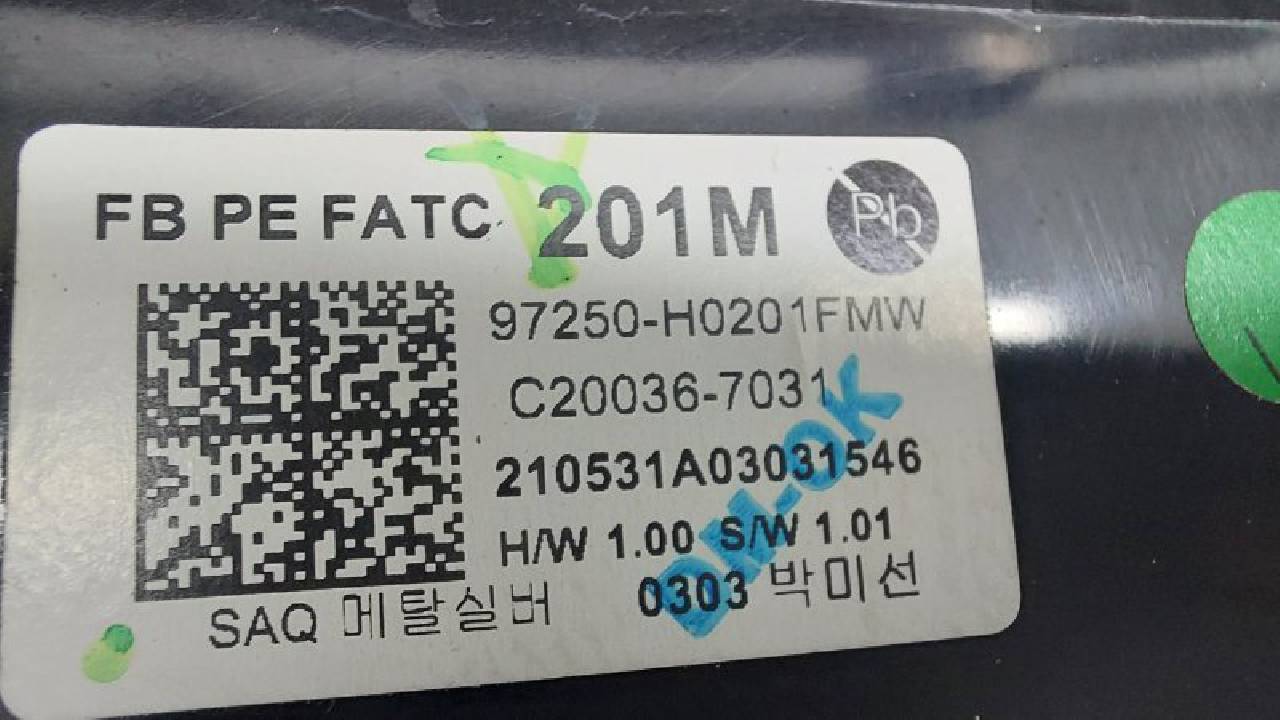 FB PE FATC 201M Pb
97250-H0201FMW
C20036-7031
210531A03031546
H/W 1.00 S/W 1.01
SAQ 메탈실버 0303 박미선